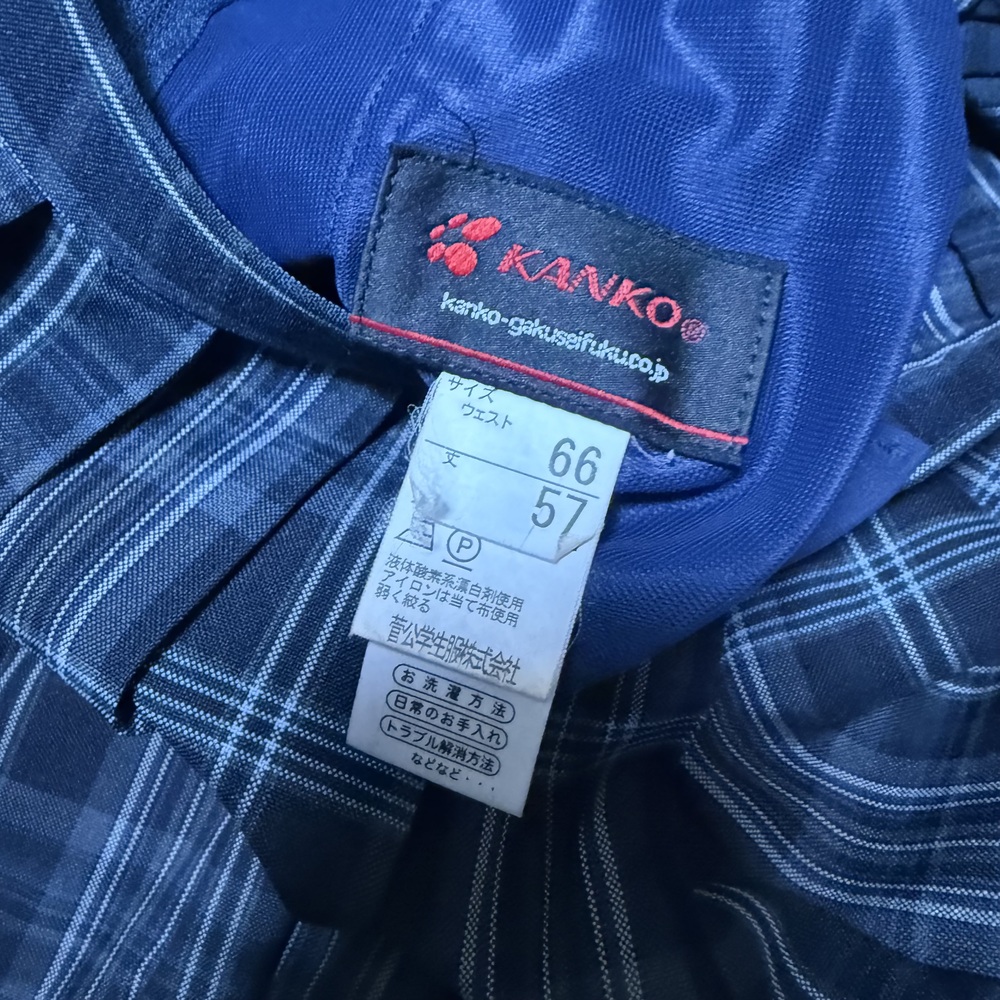 KANKO®
kanko-gakuseifuku.co.jp
サイズ
ウエスト
66
丈
57
P
液体酸素系漂白剤使用
アイロンは当て布使用
弱く絞る
菅公学生服株式会社
お洗濯方法
日常のお手入れ
トラブル解消方法
などなど・・・